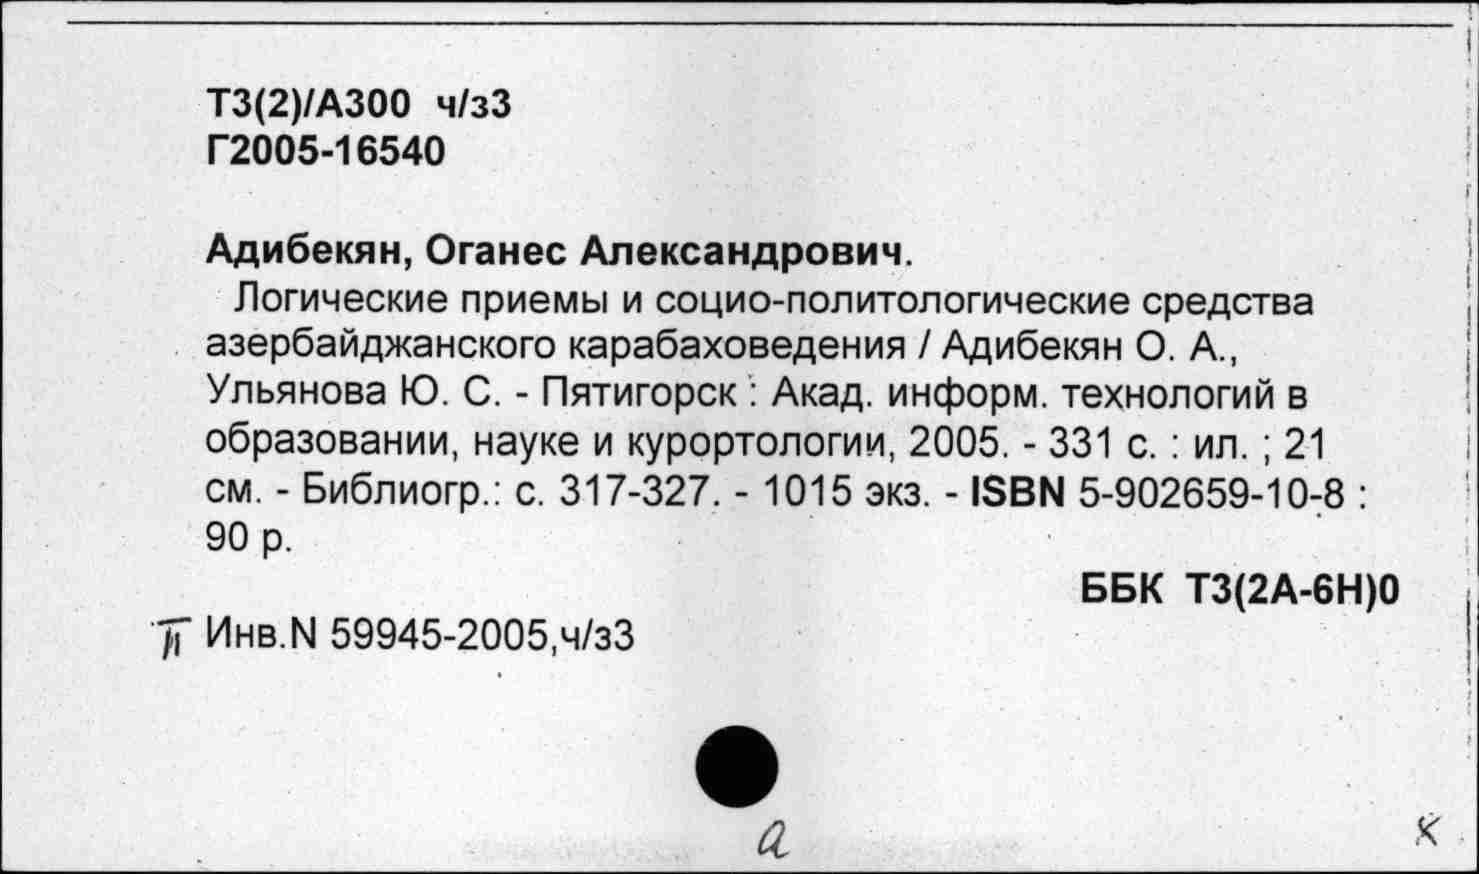 Т3(2)/А300 ч/з3
Г2005-16540
Адибекян, Оганес Александрович.
Логические приемы и социо-политологические средства
азербайджанского карабаховедения / Адибекян О. А.,
Ульянова Ю. С. - Пятигорск : Акад. информ. технологий в
образовании, науке и курортологии, 2005. - 331 с. : ил. ; 21
см. - Библиогр.: с. 317-327. - 1015 экз. - ISBN 5-902659-10-8 :
90 р.
ББК Т3(2А-6Н)0
Инв.N 59945-2005,ч/з3
а